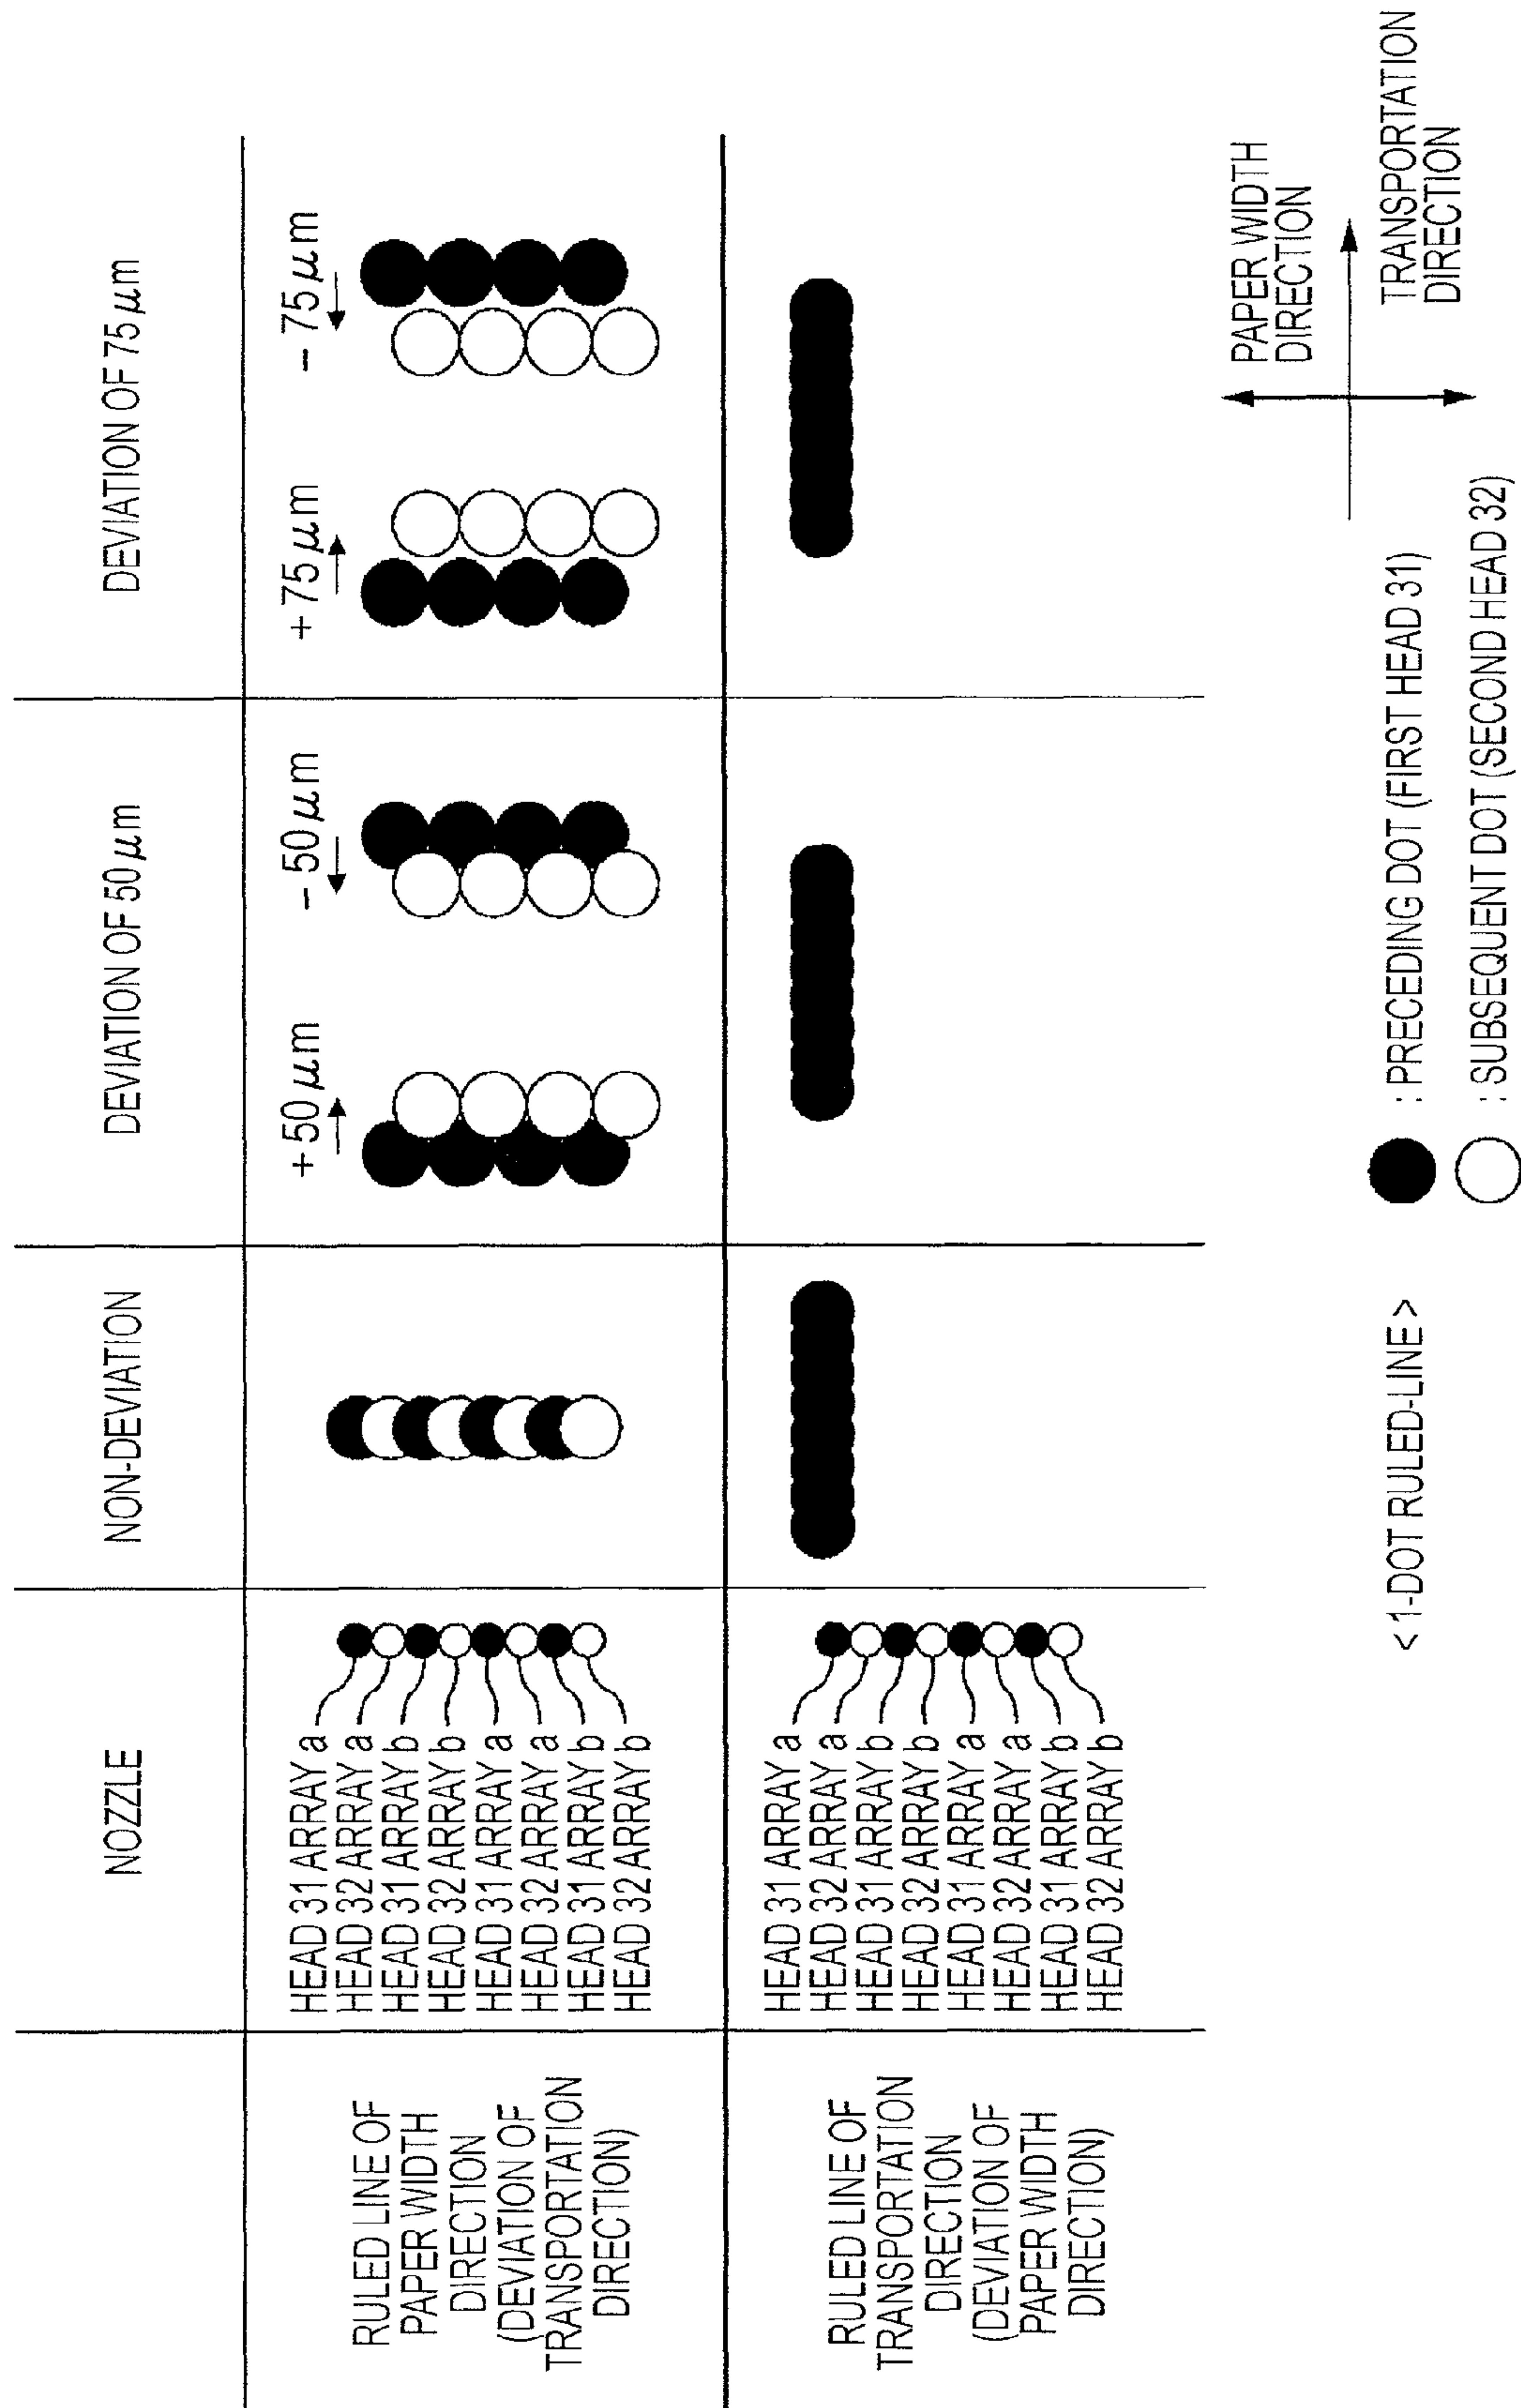 NOZZLE
NON-DEVIATION
DEVIATION OF 50 μm
DEVIATION OF 75 μm
RULED LINE OF
PAPER WIDTH
DIRECTION
(DEVIATION OF
TRANSPORTATION
DIRECTION)
HEAD 31 ARRAY a
HEAD 32 ARRAY a
HEAD 31 ARRAY b
HEAD 32 ARRAY b
HEAD 31 ARRAY a
HEAD 32 ARRAY a
HEAD 31 ARRAY b
HEAD 32 ARRAY b
+50 μm
−50 μm
+75 μm
−75 μm
RULED LINE OF
TRANSPORTATION
DIRECTION
(DEVIATION OF
PAPER WIDTH
DIRECTION)
HEAD 31 ARRAY a
HEAD 32 ARRAY a
HEAD 31 ARRAY b
HEAD 32 ARRAY b
HEAD 31 ARRAY a
HEAD 32 ARRAY a
HEAD 31 ARRAY b
HEAD 32 ARRAY b
PAPER WIDTH
DIRECTION
TRANSPORTATION
DIRECTION
< 1-DOT RULED-LINE >
: PRECEDING DOT (FIRST HEAD 31)
: SUBSEQUENT DOT (SECOND HEAD 32)